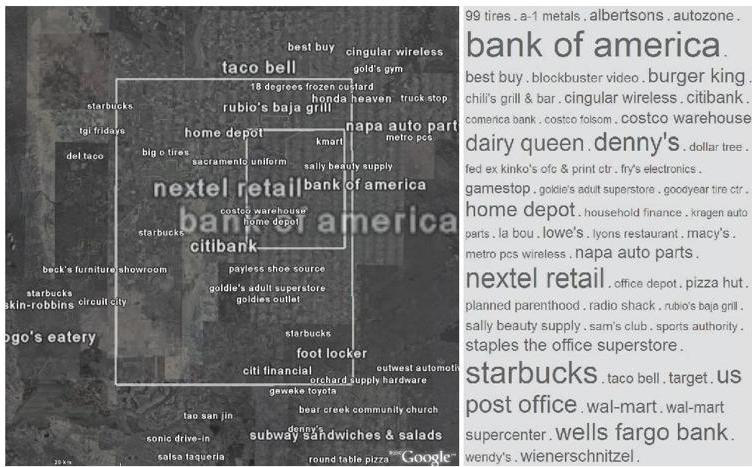 best buy
cingular wireless
taco bell
gold's gym
18 degrees frozen custard
honda heaven
truck stop
starbucks
rubio's baja grill
tgi fridays
home depot
napa auto part
metro pcs
kmart
del taco
big o tires
sacramento uniform
sally beauty supply
nextel retail
bank of america
costco warehouse
bank of america
home depot
starbucks
citibank
beck's furniture showroom
payless shoe source
goldie's adult superstore
starbucks
goldies outlet
skin-robbins
circuit city
ogo's eatery
starbucks
foot locker
citi financial
outwest automoti
orchard supply hardware
geweke toyota
tao san jin
bear creek community church
denny's
sonic drive-in
subway sandwiches & salads
salsa taqueria
round table pizza
Google
99 tires . a-1 metals . albertsons . autozone .
bank of america .
best buy . blockbuster video . burger king .
chili's grill & bar . cingular wireless . citibank .
comerica bank . costco folsom . costco warehouse
dairy queen . denny's . dollar tree .
fed ex kinko's ofc & print ctr . fry's electronics .
gamestop . goldie's adult superstore . goodyear tire ctr .
home depot . household finance . kragen auto
parts . la bou . lowe's . lyons restaurant . macy's .
metro pcs wireless . napa auto parts .
nextel retail . office depot . pizza hut .
planned parenthood . radio shack . rubio's baja grill .
sally beauty supply . sam's club . sports authority .
staples the office superstore .
starbucks . taco bell . target . us
post office . wal-mart . wal-mart
supercenter . wells fargo bank .
wendy's . wienerschnitzel .